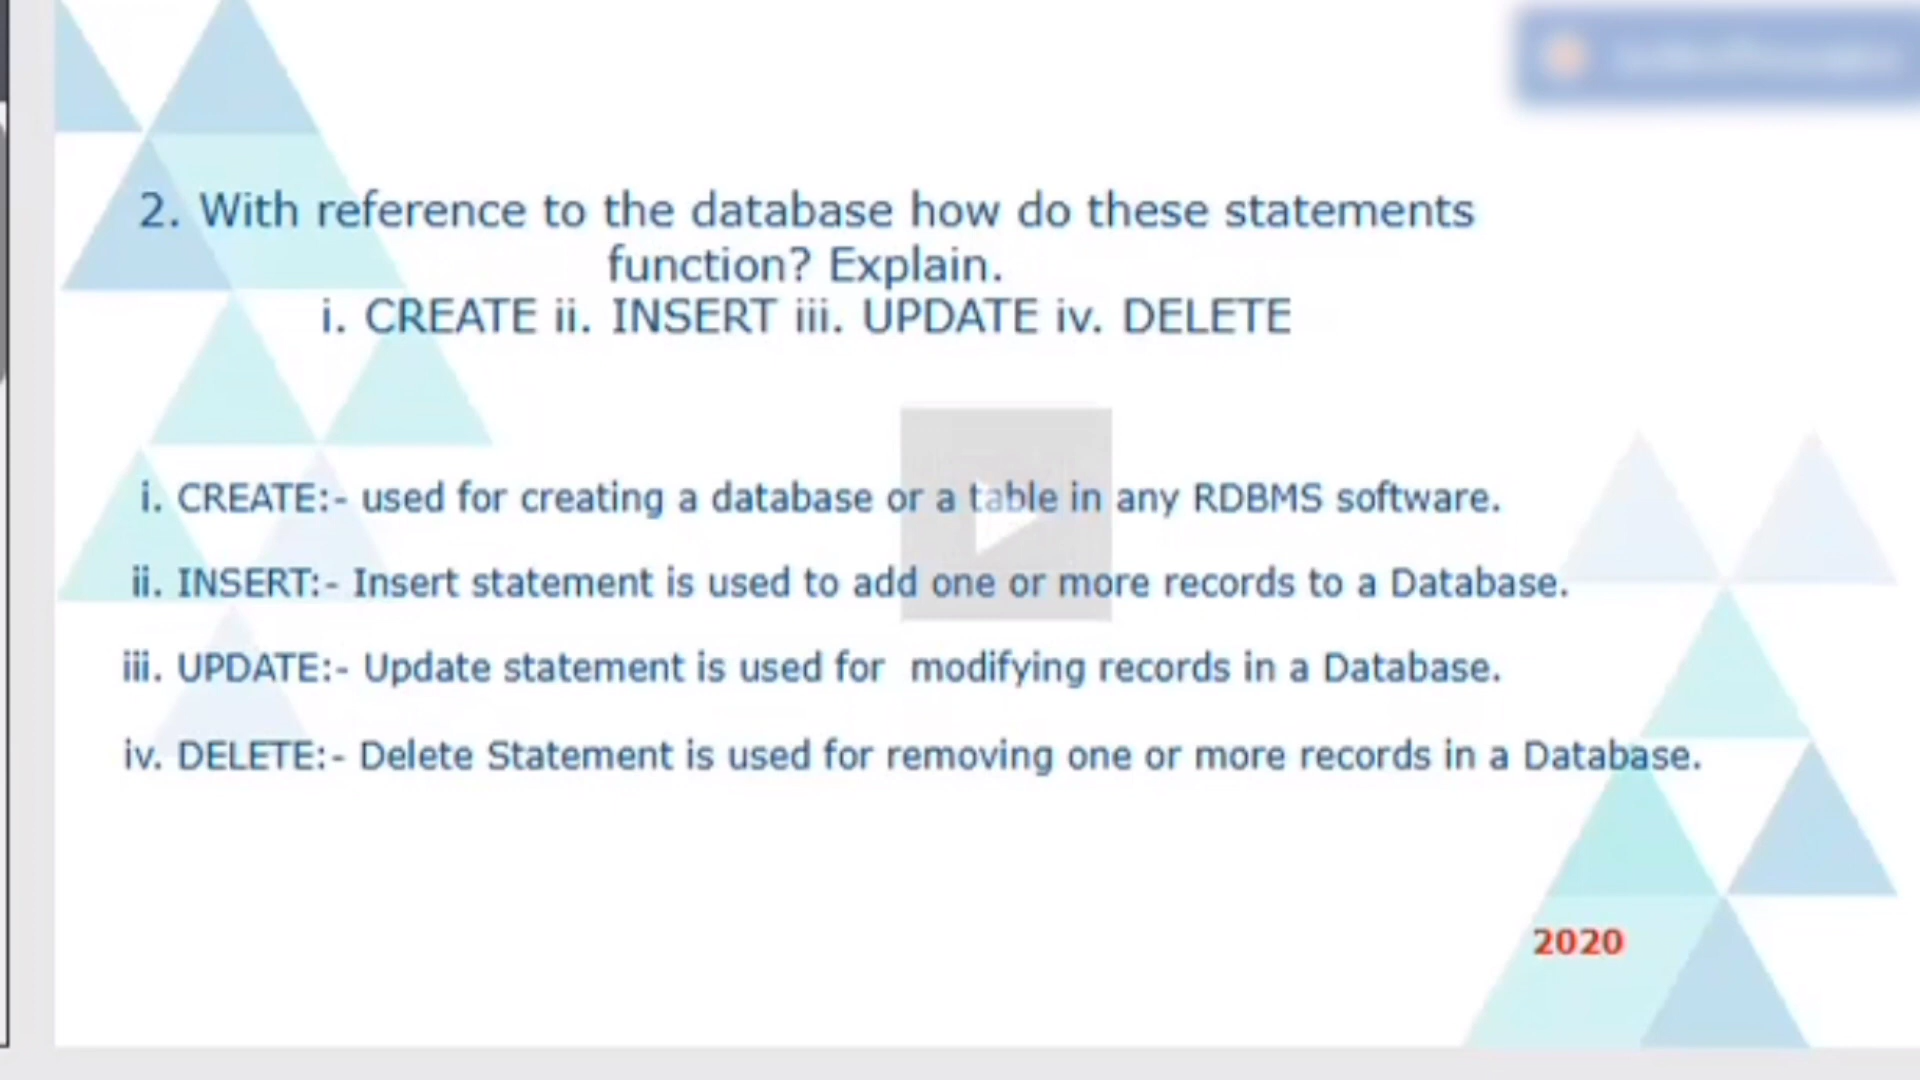 2. With reference to the database how do these statements
function? Explain.
i. CREATE ii. INSERT iii. UPDATE iv. DELETE
i. CREATE:- used for creating a database or a table in any RDBMS software.
ii. INSERT:- Insert statement is used to add one or more records to a Database.
iii. UPDATE:- Update statement is used for modifying records in a Database.
iv. DELETE:- Delete Statement is used for removing one or more records in a Database.
2020